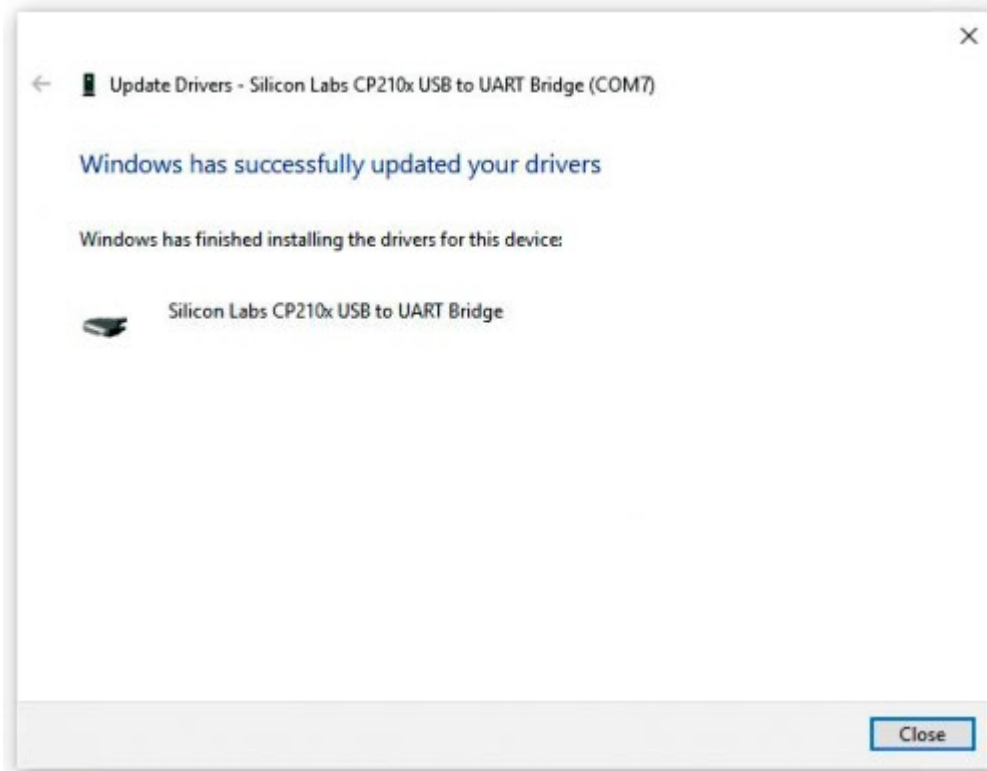 Update Drivers - Silicon Labs CP210x USB to UART Bridge (COM7)
Windows has successfully updated your drivers
Windows has finished installing the drivers for this device:
Silicon Labs CP210x USB to UART Bridge
Close